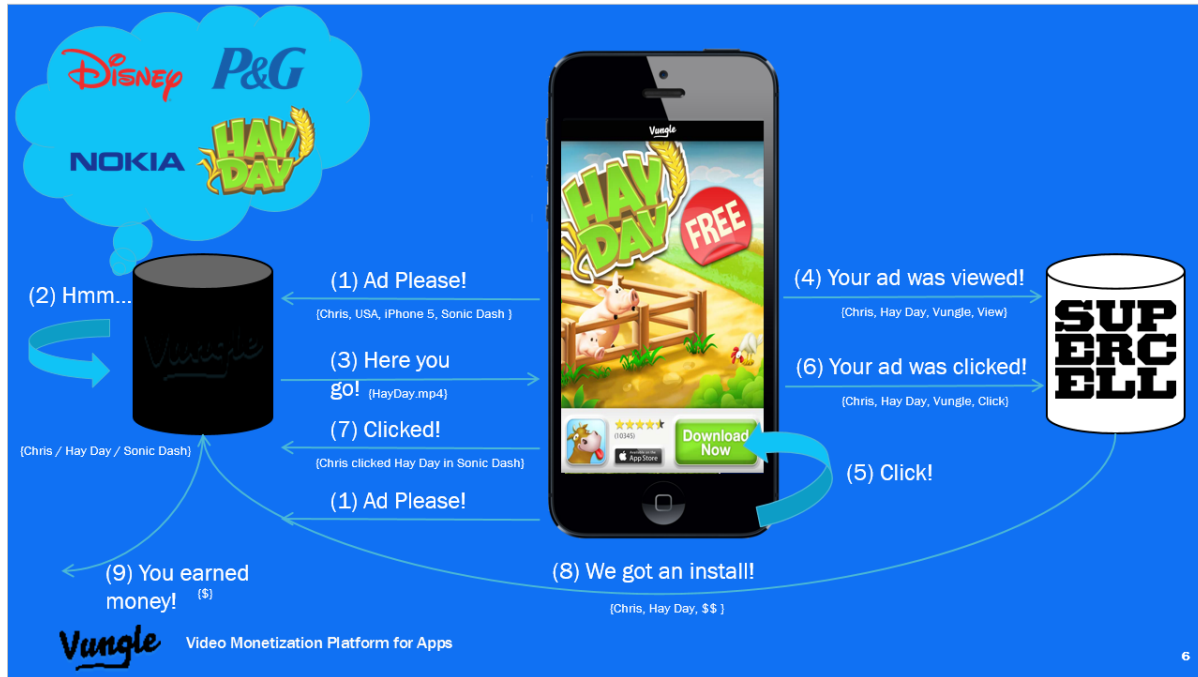 DISNEY
P&G
NOKIA
HAY
DAY
Vungle
HAY
DAY
FREE
(1) Ad Please!
{Chris, USA, iPhone 5, Sonic Dash }
(2) Hmm...
Vungle
(3) Here you
go! {HayDay.mp4}
(4) Your ad was viewed!
{Chris, Hay Day, Vungle, View}
SUP
ERC
ELL
(6) Your ad was clicked!
{Chris, Hay Day, Vungle, Click}
(7) Clicked!
{Chris clicked Hay Day in Sonic Dash}
{Chris / Hay Day / Sonic Dash}
(10345)
Available on the
App Store
Download
Now
(5) Click!
(1) Ad Please!
(8) We got an install!
{Chris, Hay Day, $$ }
(9) You earned
money! {$}
Vungle
Video Monetization Platform for Apps
6